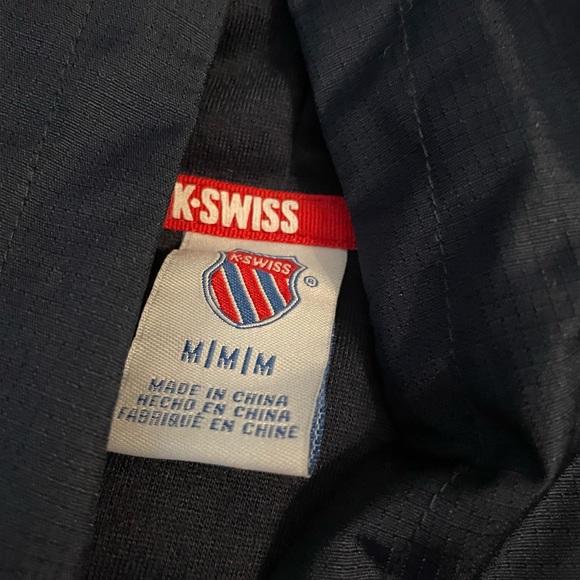 K·SWISS
K·SWISS
®
M|M|M
MADE IN CHINA
HECHO EN CHINA
FABRIQUÉ EN CHINE